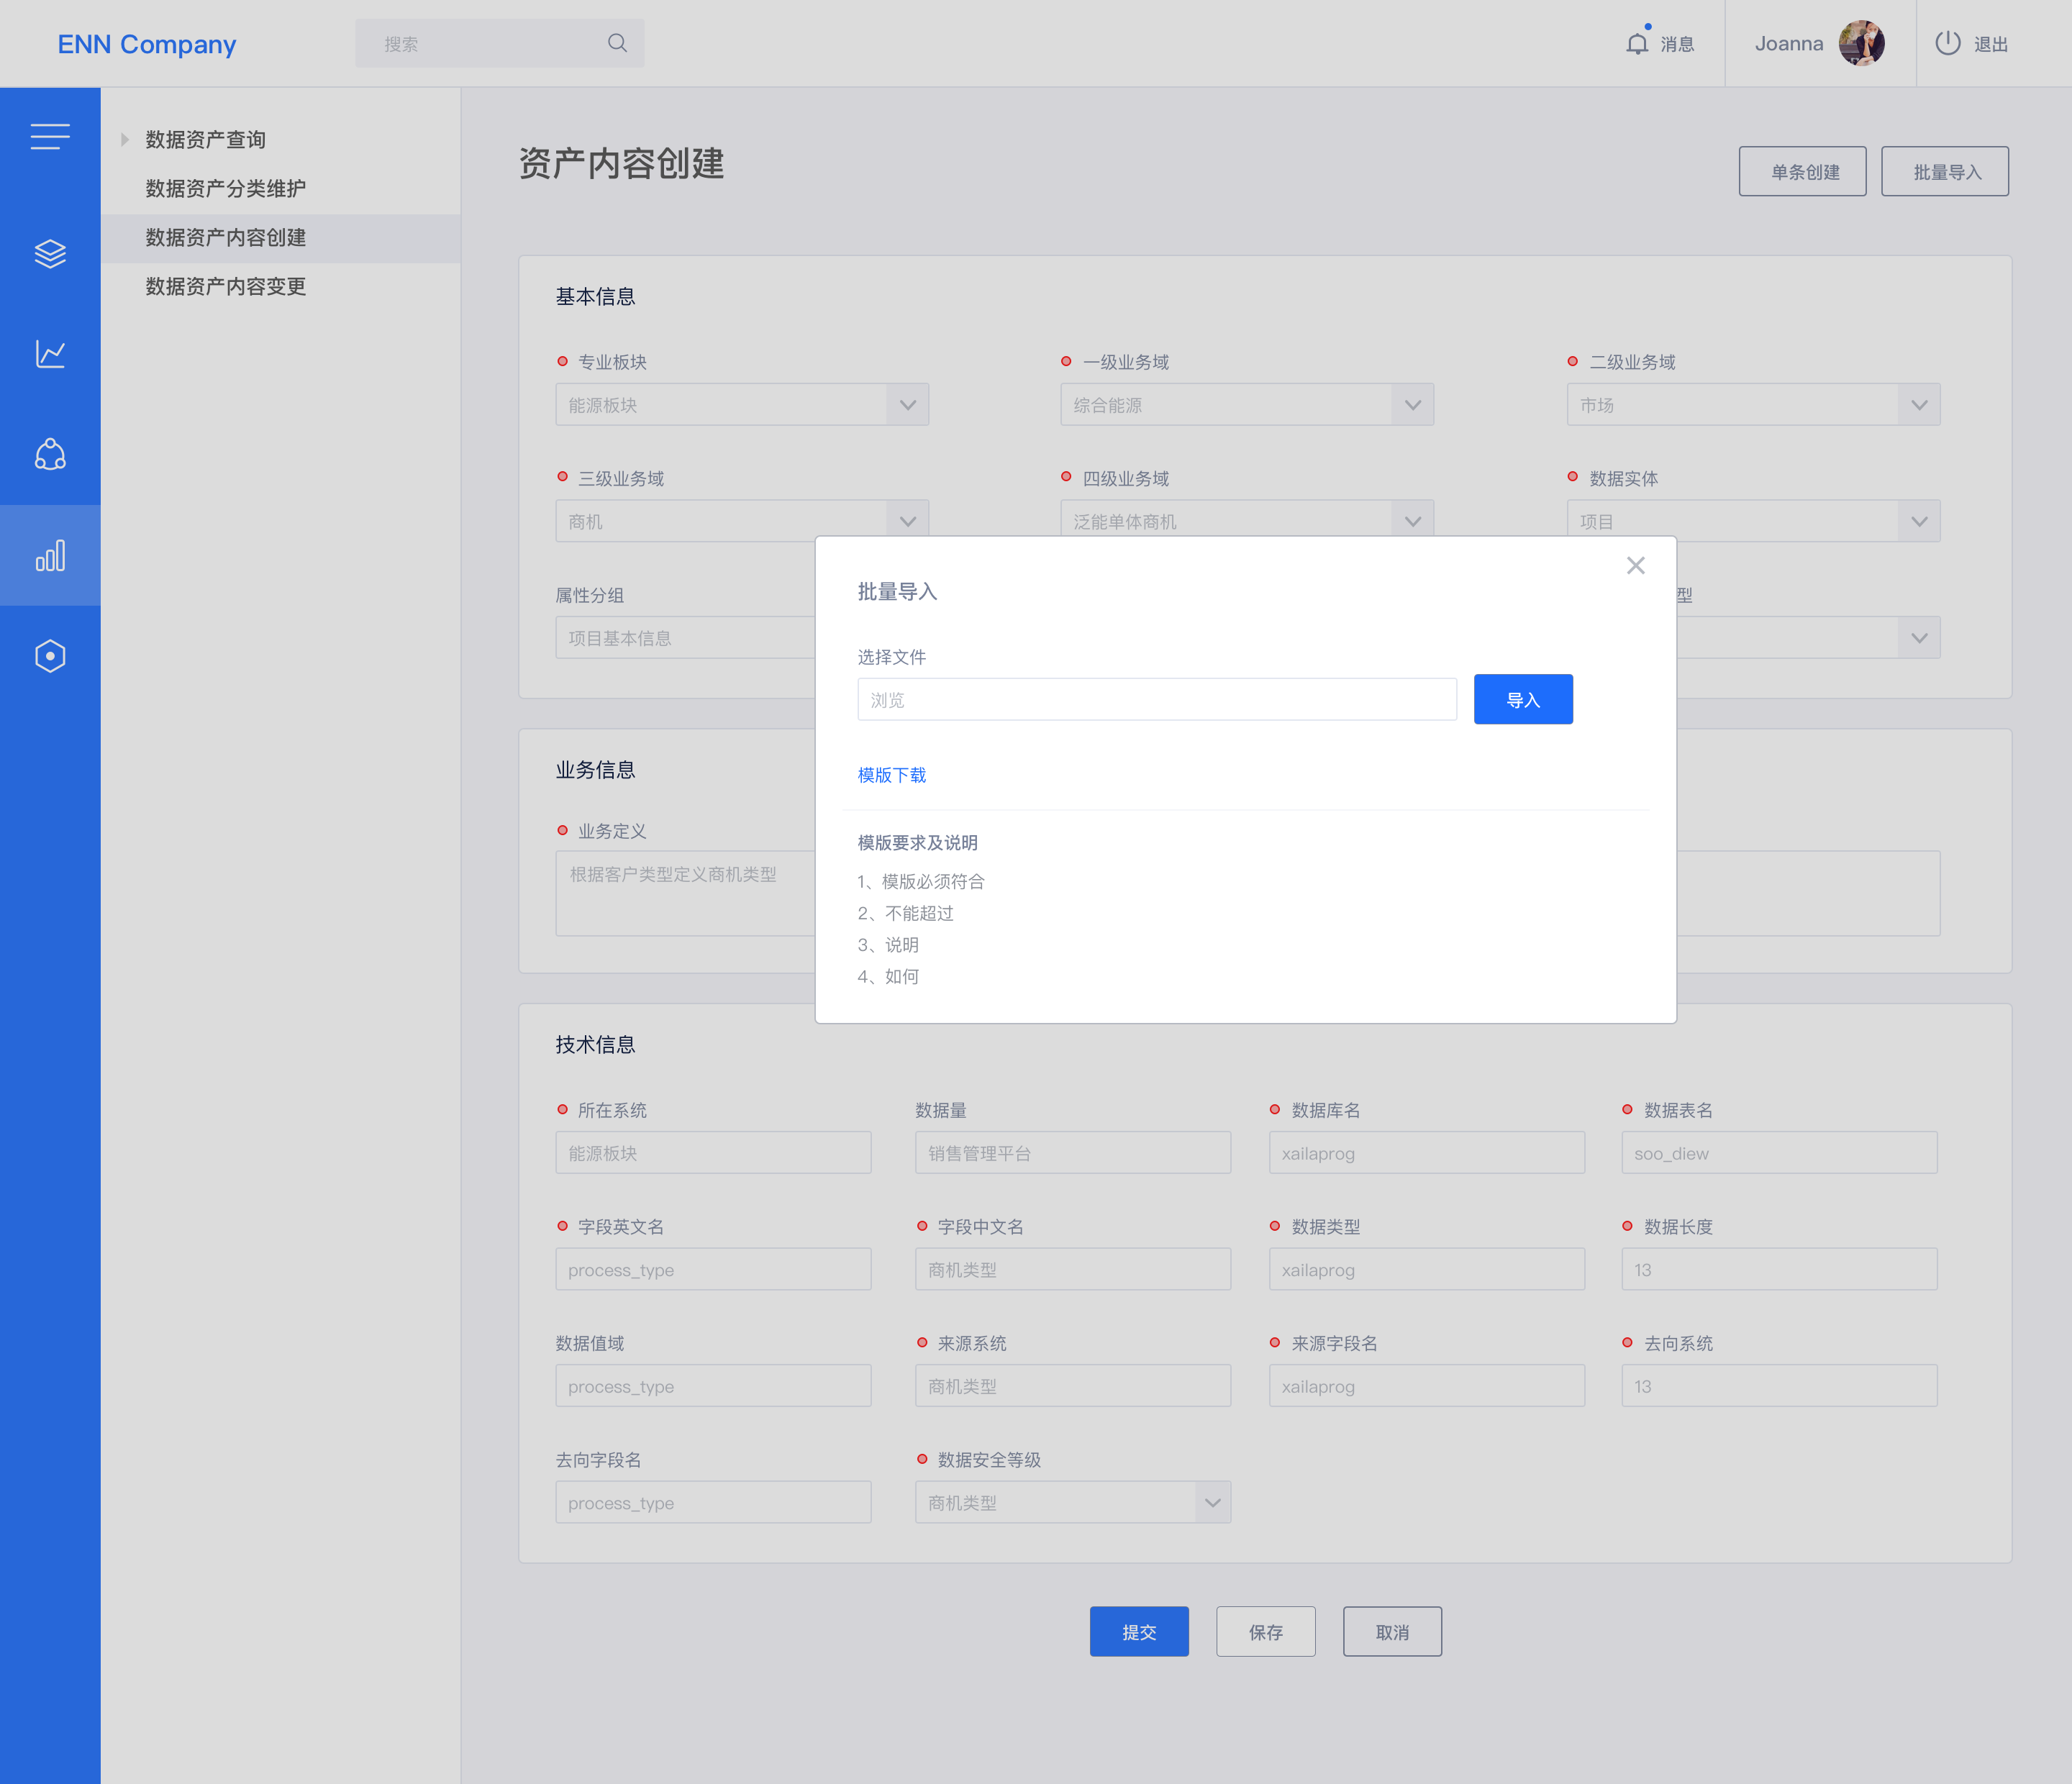 ENN Company
搜索
消息
Joanna
退出
数据资产查询
数据资产分类维护
数据资产内容创建
数据资产内容变更
资产内容创建
单条创建
批量导入
基本信息
专业板块
一级业务域
二级业务域
能源板块
综合能源
市场
三级业务域
四级业务域
数据实体
商机
泛能单体商机
项目
属性分组
型
项目基本信息
批量导入
选择文件
浏览
导入
模版下载
模版要求及说明
1、模版必须符合
2、不能超过
3、说明
4、如何
业务信息
业务定义
根据客户类型定义商机类型
技术信息
所在系统
数据量
数据库名
数据表名
能源板块
销售管理平台
xailaprog
soo_diew
字段英文名
字段中文名
数据类型
数据长度
process_type
商机类型
xailaprog
13
数据值域
来源系统
来源字段名
去向系统
process_type
商机类型
xailaprog
13
去向字段名
数据安全等级
process_type
商机类型
提交
保存
取消